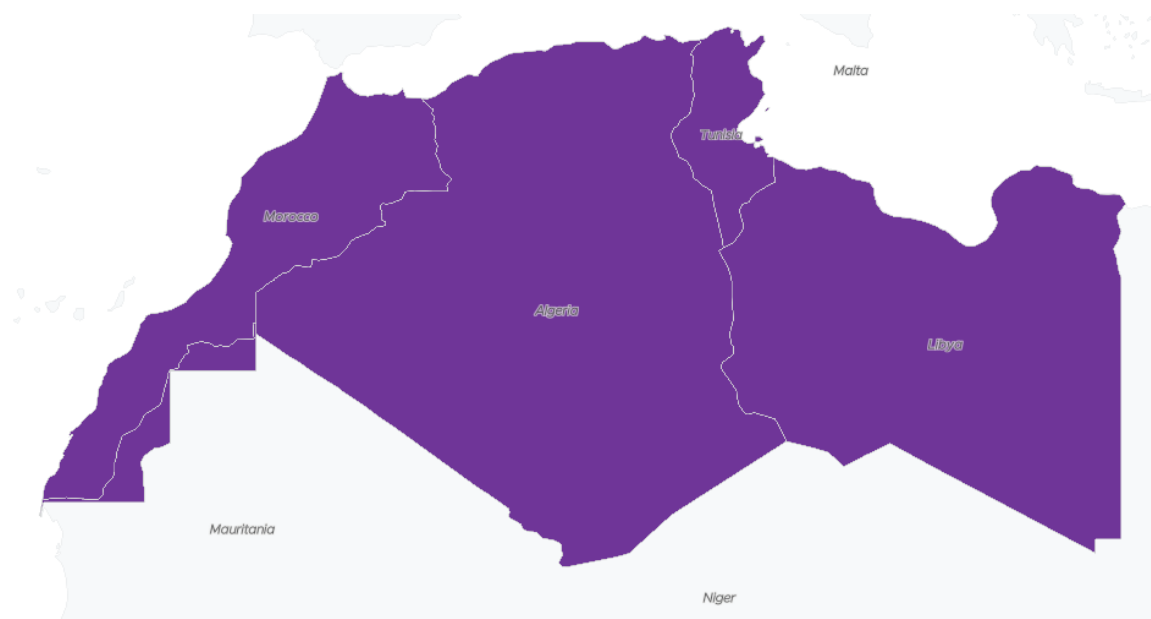 Malta
Tunisia
Morocco
Algeria
Libya
Mauritania
Niger